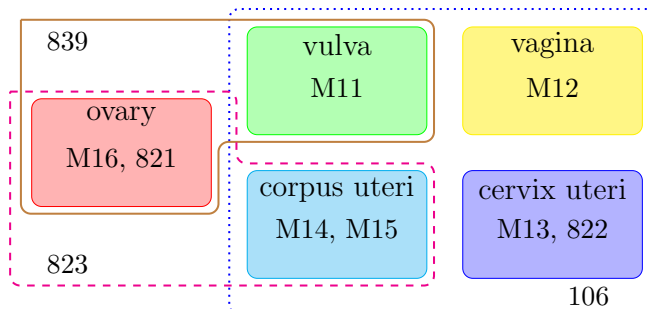 839
vulva
M11
vagina
M12
ovary
M16, 821
corpus uteri
M14, M15
cervix uteri
M13, 822
823
106